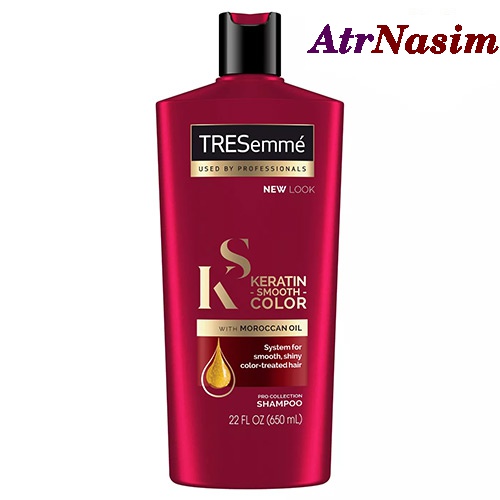 AtrNasim
TRESemmé
USED BY PROFESSIONALS
NEW LOOK
KS
KERATIN
- SMOOTH -
COLOR
WITH MOROCCAN OIL
System for
smooth, shiny
color-treated hair
PRO COLLECTION
SHAMPOO
22 FL OZ (650 mL)